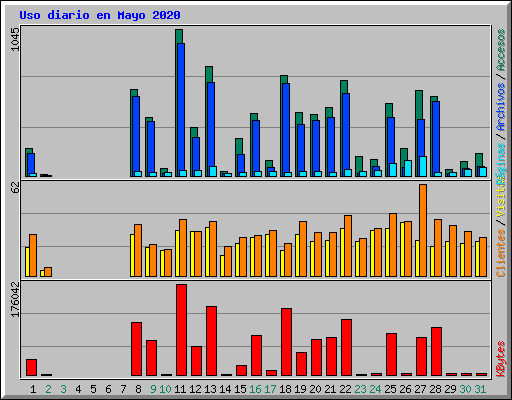 Uso diario en Mayo 2020
1045
62
176042
Clientes / Visitas
Páginas / Archivos / Accesos
KBytes
1 2 3 4 5 6 7 8 9 10 11 12 13 14 15 16 17 18 19 20 21 22 23 24 25 26 27 28 29 30 31